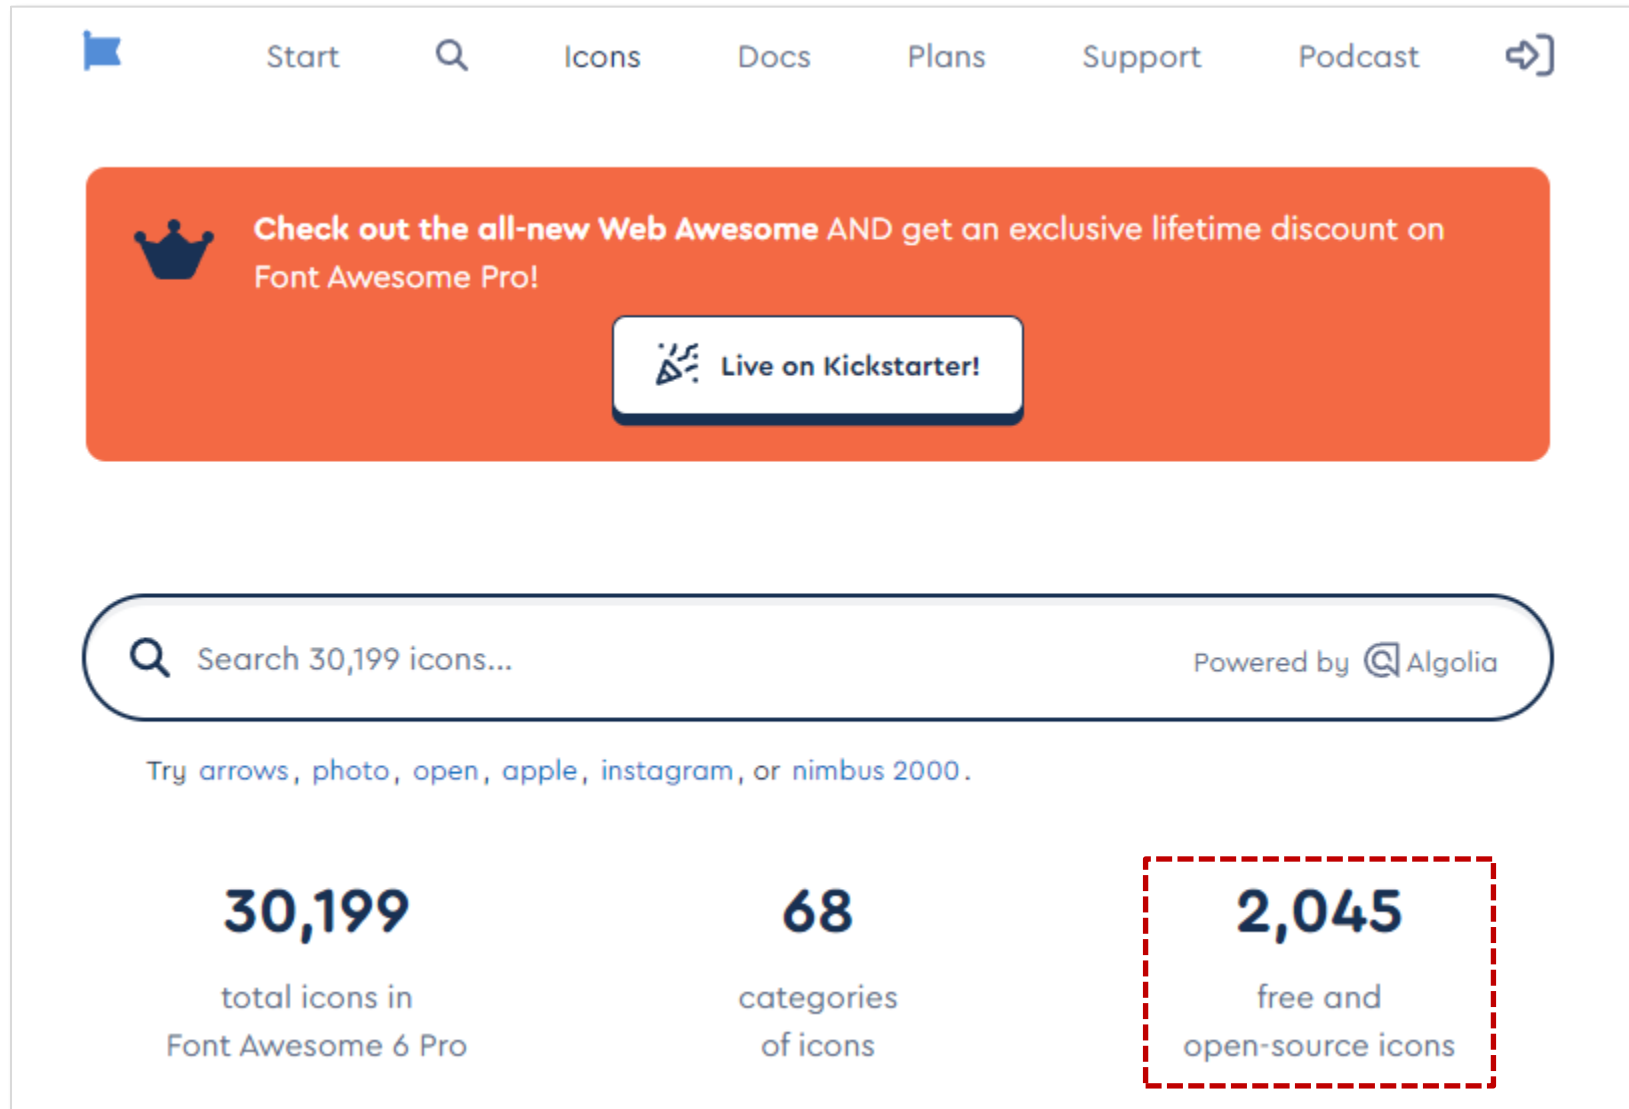 Start Icons Docs Plans Support Podcast
Check out the all-new Web Awesome AND get an exclusive lifetime discount on
Font Awesome Pro!
Live on Kickstarter!
Search 30,199 icons... Powered by Algolia
Try arrows, photo, open, apple, instagram, or nimbus 2000.
30,199 68 2,045
total icons in categories free and
Font Awesome 6 Pro of icons open-source icons